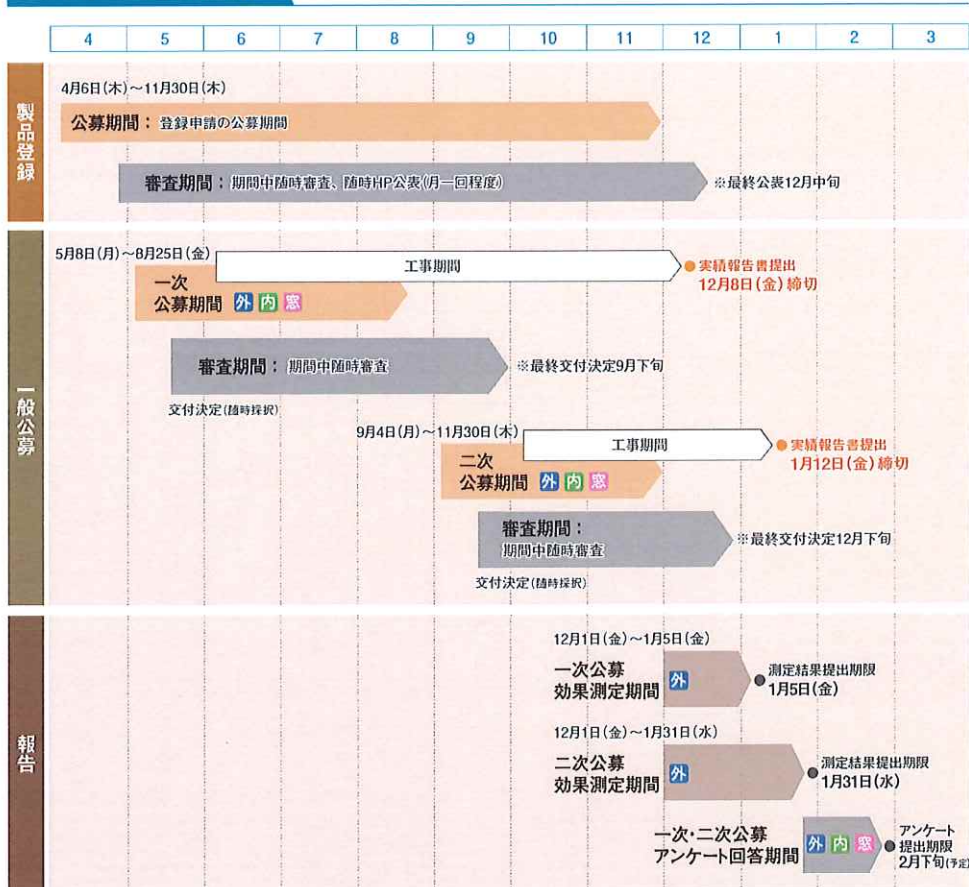 4 5 6 7 8 9 10 11 12 1 2 3
製品登録
4月6日(木)～11月30日(木)
公募期間： 登録申請の公募期間
審査期間： 期間中随時審査、随時HP公表(月一回程度)
※最終公表12月中旬
一般公募
5月8日(月)～8月25日(金)
工事期間
●実績報告書提出
12月8日(金)締切
一次
公募期間 外 内 窓
審査期間： 期間中随時審査
※最終交付決定9月下旬
交付決定(随時採択)
9月4日(月)～11月30日(木)
工事期間
●実績報告書提出
1月12日(金)締切
二次
公募期間 外 内 窓
審査期間：
期間中随時審査
※最終交付決定12月下旬
交付決定(随時採択)
報告
12月1日(金)～1月5日(金)
一次公募
効果測定期間 外
●測定結果提出期限
1月5日(金)
12月1日(金)～1月31日(水)
二次公募
効果測定期間 外
●測定結果提出期限
1月31日(水)
一次・二次公募
アンケート回答期間 外 内 窓
●アンケート
提出期限
2月下旬(予定)